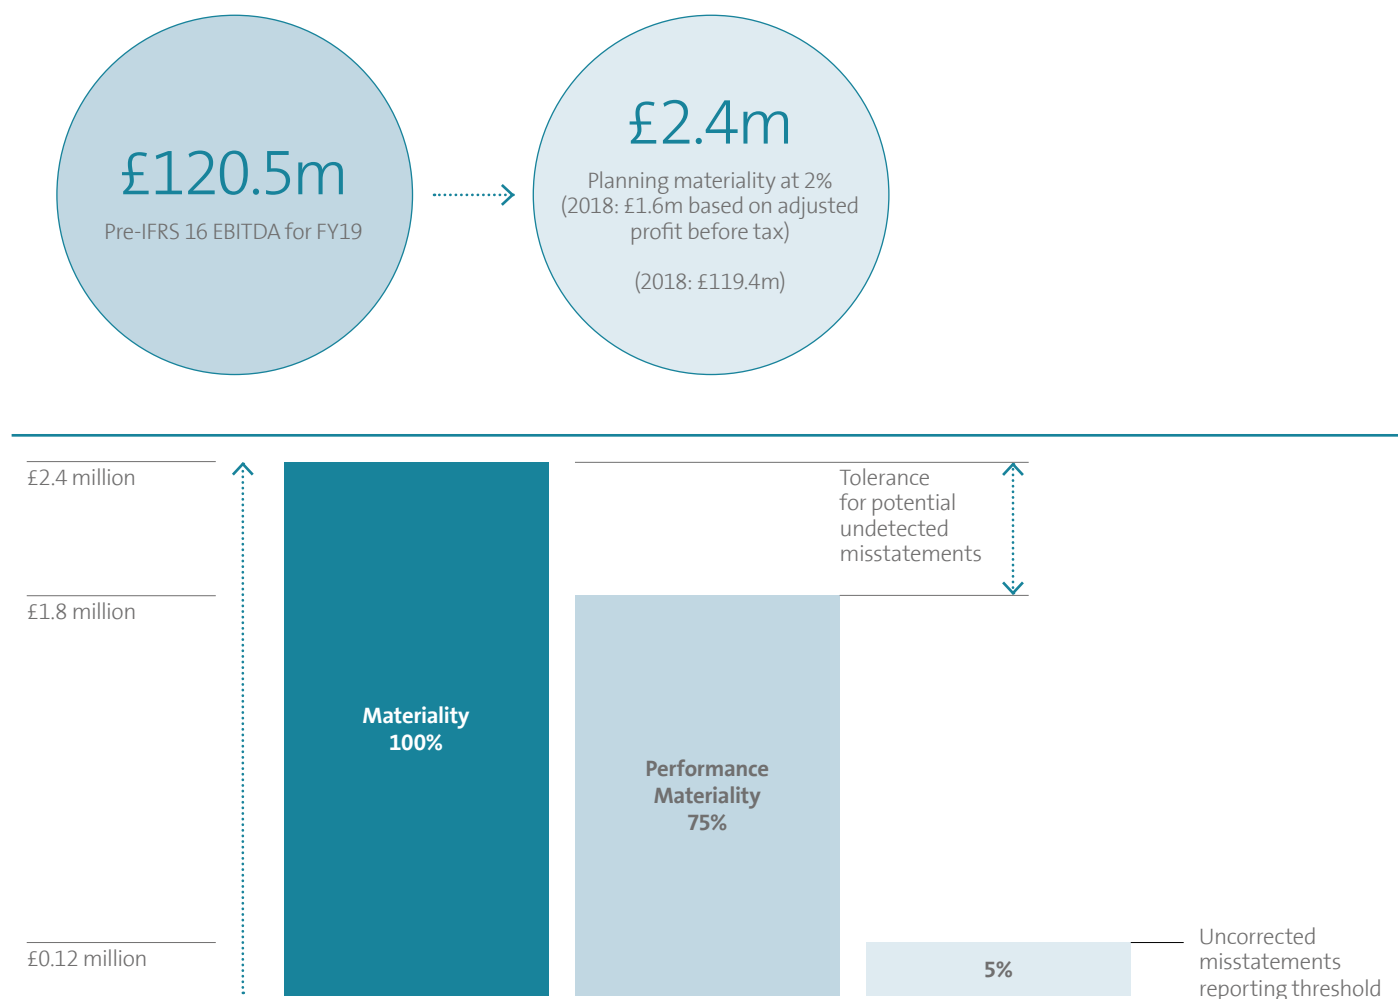 £120.5m
Pre-IFRS 16 EBITDA for FY19
£2.4m
Planning materiality at 2%
(2018: £1.6m based on adjusted
profit before tax)
(2018: £119.4m)
£2.4 million
Tolerance
for potential
undetected
misstatements
£1.8 million
Materiality
100%
Performance
Materiality
75%
£0.12 million
5%
Uncorrected
misstatements
reporting threshold